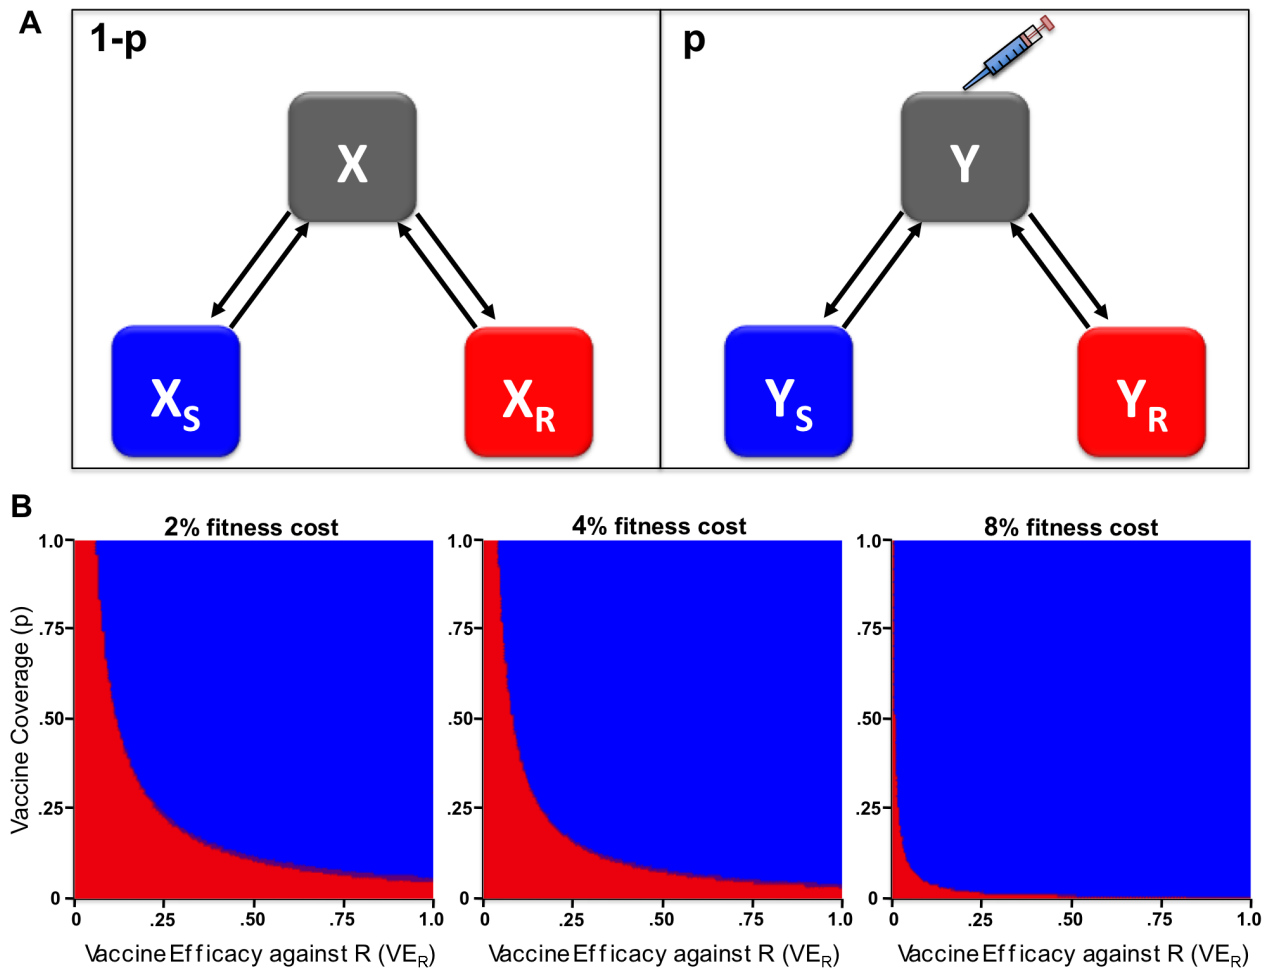 A
1-p
p
X
Y
X_S
X_R
Y_S
Y_R
B
2% fitness cost
4% fitness cost
8% fitness cost
Vaccine Coverage (p)
1.0
.75
.50
.25
0
0
.25
.50
.75
1.0
Vaccine Efficacy against R (VE_R)
1.0
.75
.50
.25
0
0
.25
.50
.75
1.0
Vaccine Efficacy against R (VE_R)
1.0
.75
.50
.25
0
0
.25
.50
.75
1.0
Vaccine Efficacy against R (VE_R)